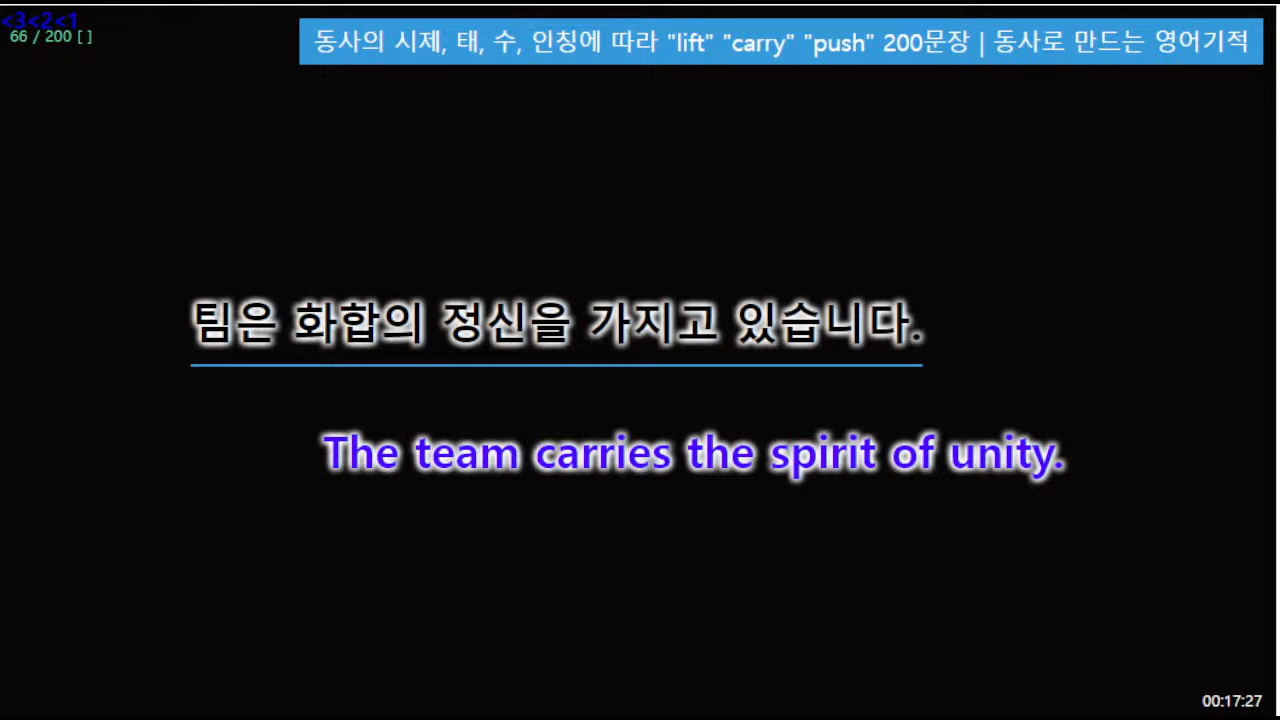 <3<2<1
66 / 200 [ ]
동사의 시제, 태, 수, 인칭에 따라 "lift" "carry" "push" 200문장 | 동사로 만드는 영어기적
팀은 화합의 정신을 가지고 있습니다.
The team carries the spirit of unity.
00:17:27